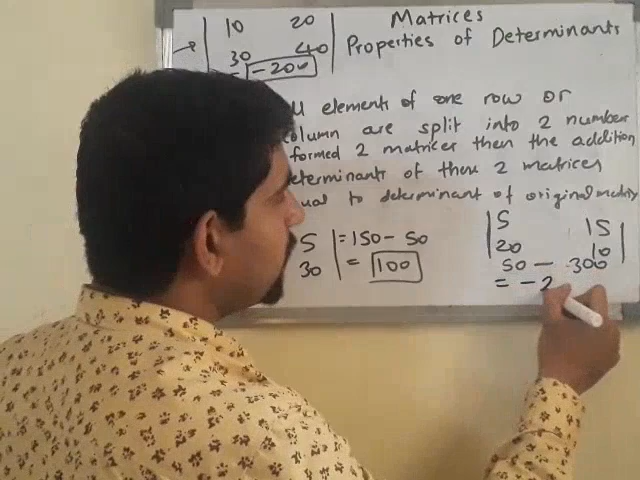 Matrices
Properties of Determinants
10 20
30 40
= -200
elements of one row or
column are split into 2 number
formed 2 matrices then the addition
determinants of these 2 matrices
to determinant of original matrix
5 = 150 - 50
30 = 100
5 15
20 10
50 - 300
= -2